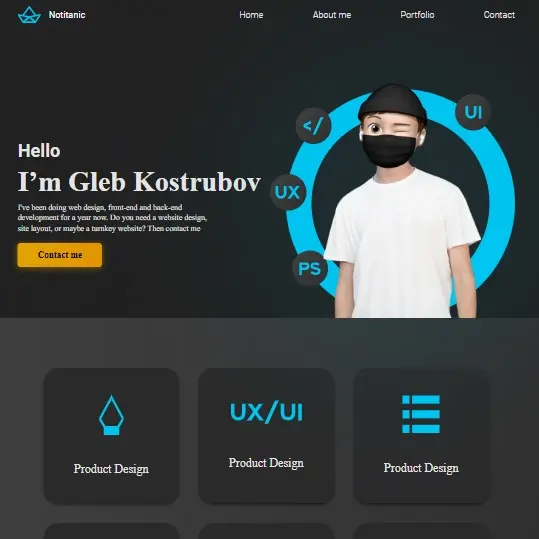 Notitanic
Home
About me
Portfolio
Contact
</>
UI
UX
PS
Hello
I’m Gleb Kostrubov
I've been doing web design, front-end and back-end
development for a year now. Do you need a website design,
site layout, or maybe a turnkey website? Then contact me
Contact me
UX/UI
Product Design
Product Design
Product Design